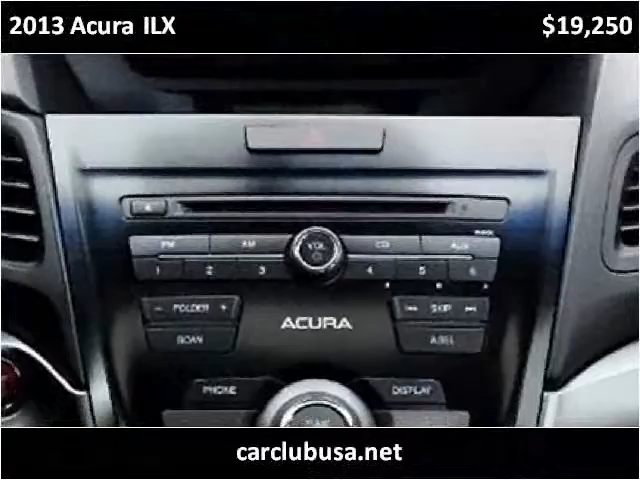 2013 Acura ILX $19,250
FM AM VOL CD AUX
1 2 3 4 5 6
- FOLDER + SKIP
ACURA
SCAN A.SEL
PHONE DISPLAY
carclubusa.net